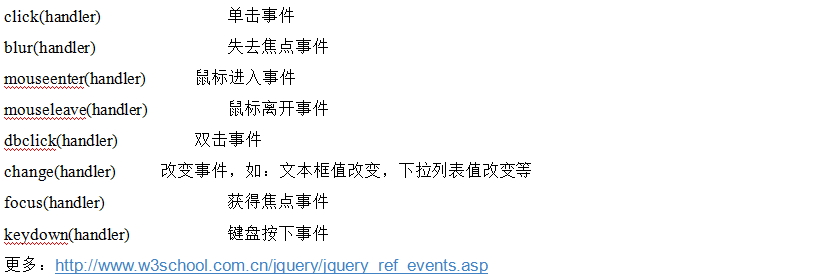 click(handler) 单击事件
blur(handler) 失去焦点事件
mouseenter(handler) 鼠标进入事件
mouseleave(handler) 鼠标离开事件
dbclick(handler) 双击事件
change(handler) 改变事件，如：文本框值改变，下拉列表值改变等
focus(handler) 获得焦点事件
keydown(handler) 键盘按下事件
更多：http://www.w3school.com.cn/jquery/jquery_ref_events.asp